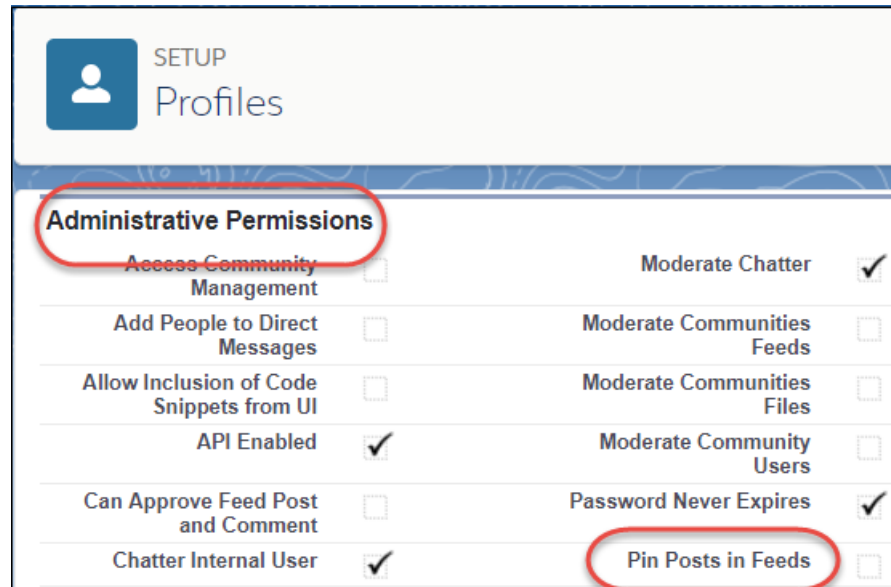 SETUP
Profiles
Administrative Permissions
Access Community
Management
Moderate Chatter
Add People to Direct
Messages
Moderate Communities
Feeds
Allow Inclusion of Code
Snippets from UI
Moderate Communities
Files
API Enabled
Moderate Community
Users
Can Approve Feed Post
and Comment
Password Never Expires
Chatter Internal User
Pin Posts in Feeds